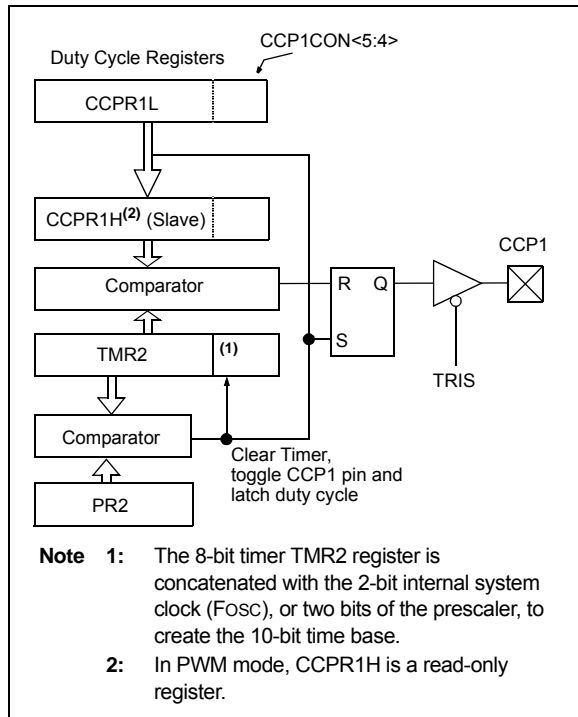 CCP1CON<5:4>
Duty Cycle Registers
CCPR1L
CCPR1H(2) (Slave)
CCP1
Comparator
R Q
S
TMR2 (1)
TRIS
Comparator
Clear Timer,
toggle CCP1 pin and
latch duty cycle
PR2
Note 1: The 8-bit timer TMR2 register is
concatenated with the 2-bit internal system
clock (FOSC), or two bits of the prescaler, to
create the 10-bit time base.
2: In PWM mode, CCPR1H is a read-only
register.